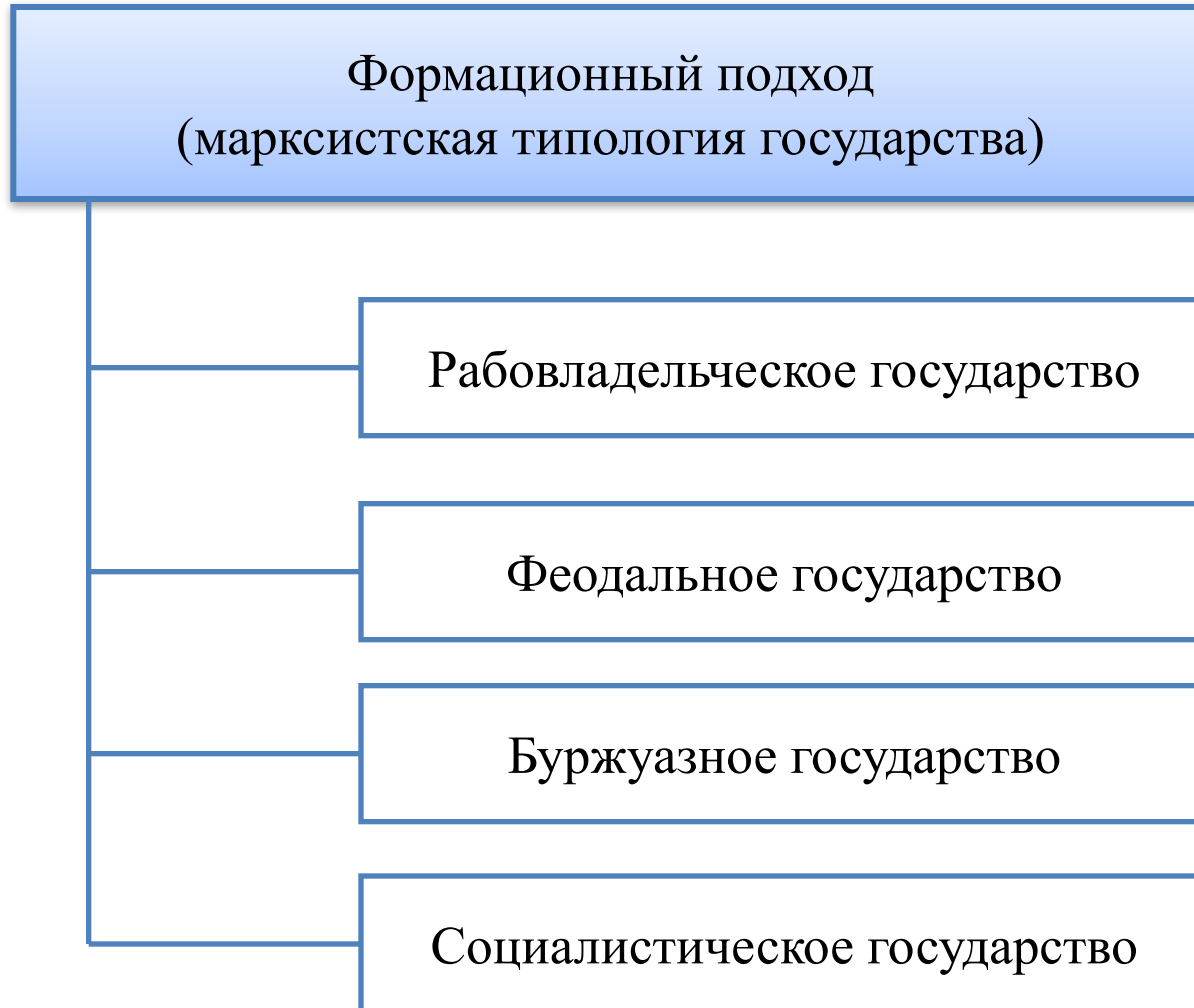 Формационный подход
(марксистская типология государства)
Рабовладельческое государство
Феодальное государство
Буржуазное государство
Социалистическое государство